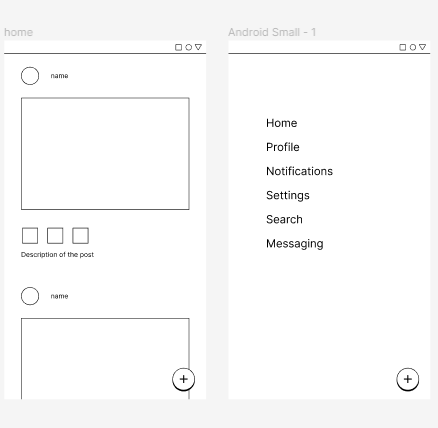 home
name
Description of the post
name
+
Android Small - 1
Home
Profile
Notifications
Settings
Search
Messaging
+